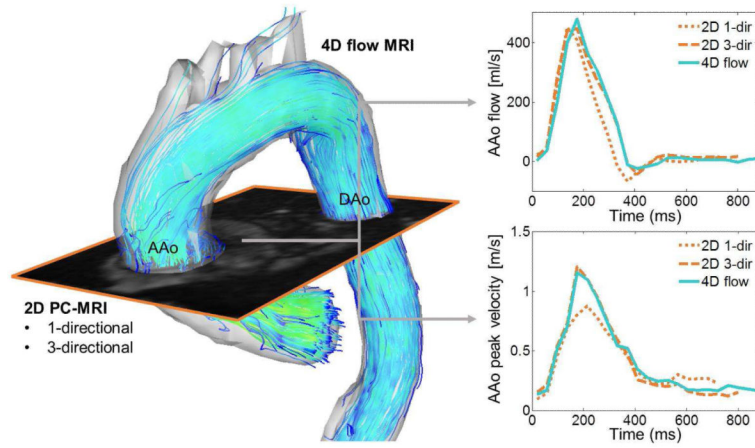 4D flow MRI
AAo
DAo
2D PC-MRI
• 1-directional
• 3-directional
AAo flow [ml/s]
400
200
0
0 200 400 600 800
Time (ms)
2D 1-dir
2D 3-dir
4D flow
AAo peak velocity [m/s]
1.5
1
0.5
0
0 200 400 600 800
Time (ms)
2D 1-dir
2D 3-dir
4D flow